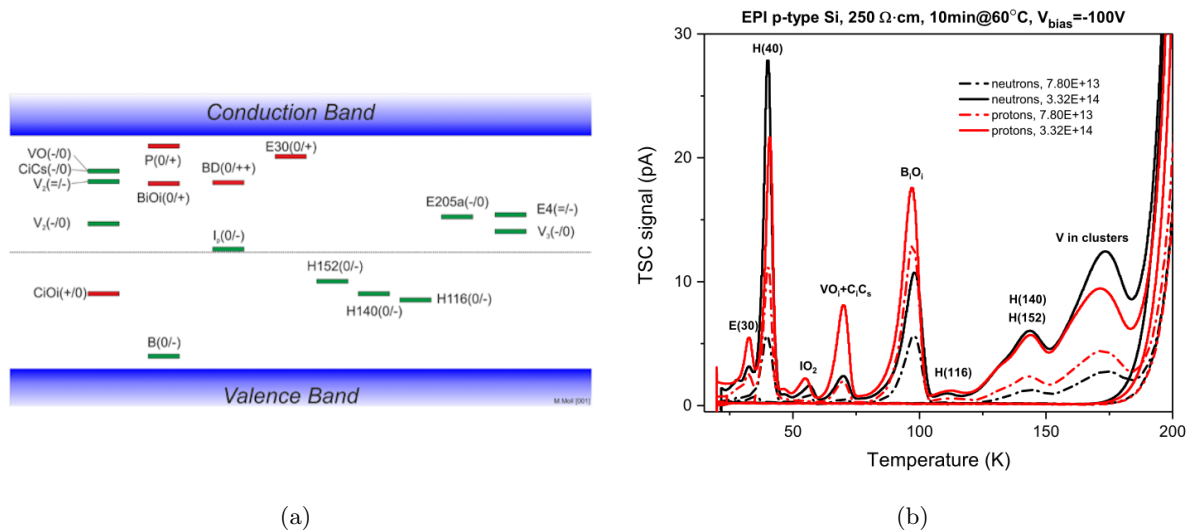 Conduction Band
VO(-/0)
CiCs(-/0)
V₂(=/-)
P(0/+)
BiOi(0/+)
BD(0/++)
E30(0/+)
V₂(-/0)
E205a(-/0)
E4(=/-)
V₃(-/0)
Iₚ(0/-)
H152(0/-)
CiOi(+/0)
H140(0/-)
H116(0/-)
B(0/-)
Valence Band
M.Moll [001]
(a)
EPI p-type Si, 250 Ω·cm, 10min@60°C, V_bias=-100V
H(40)
neutrons, 7.80E+13
neutrons, 3.32E+14
protons, 7.80E+13
protons, 3.32E+14
BᵢOᵢ
V in clusters
VOᵢ+CᵢCₛ
H(140)
H(152)
E(30)
IO₂
H(116)
30
20
10
0
TSC signal (pA)
50
100
150
200
Temperature (K)
(b)